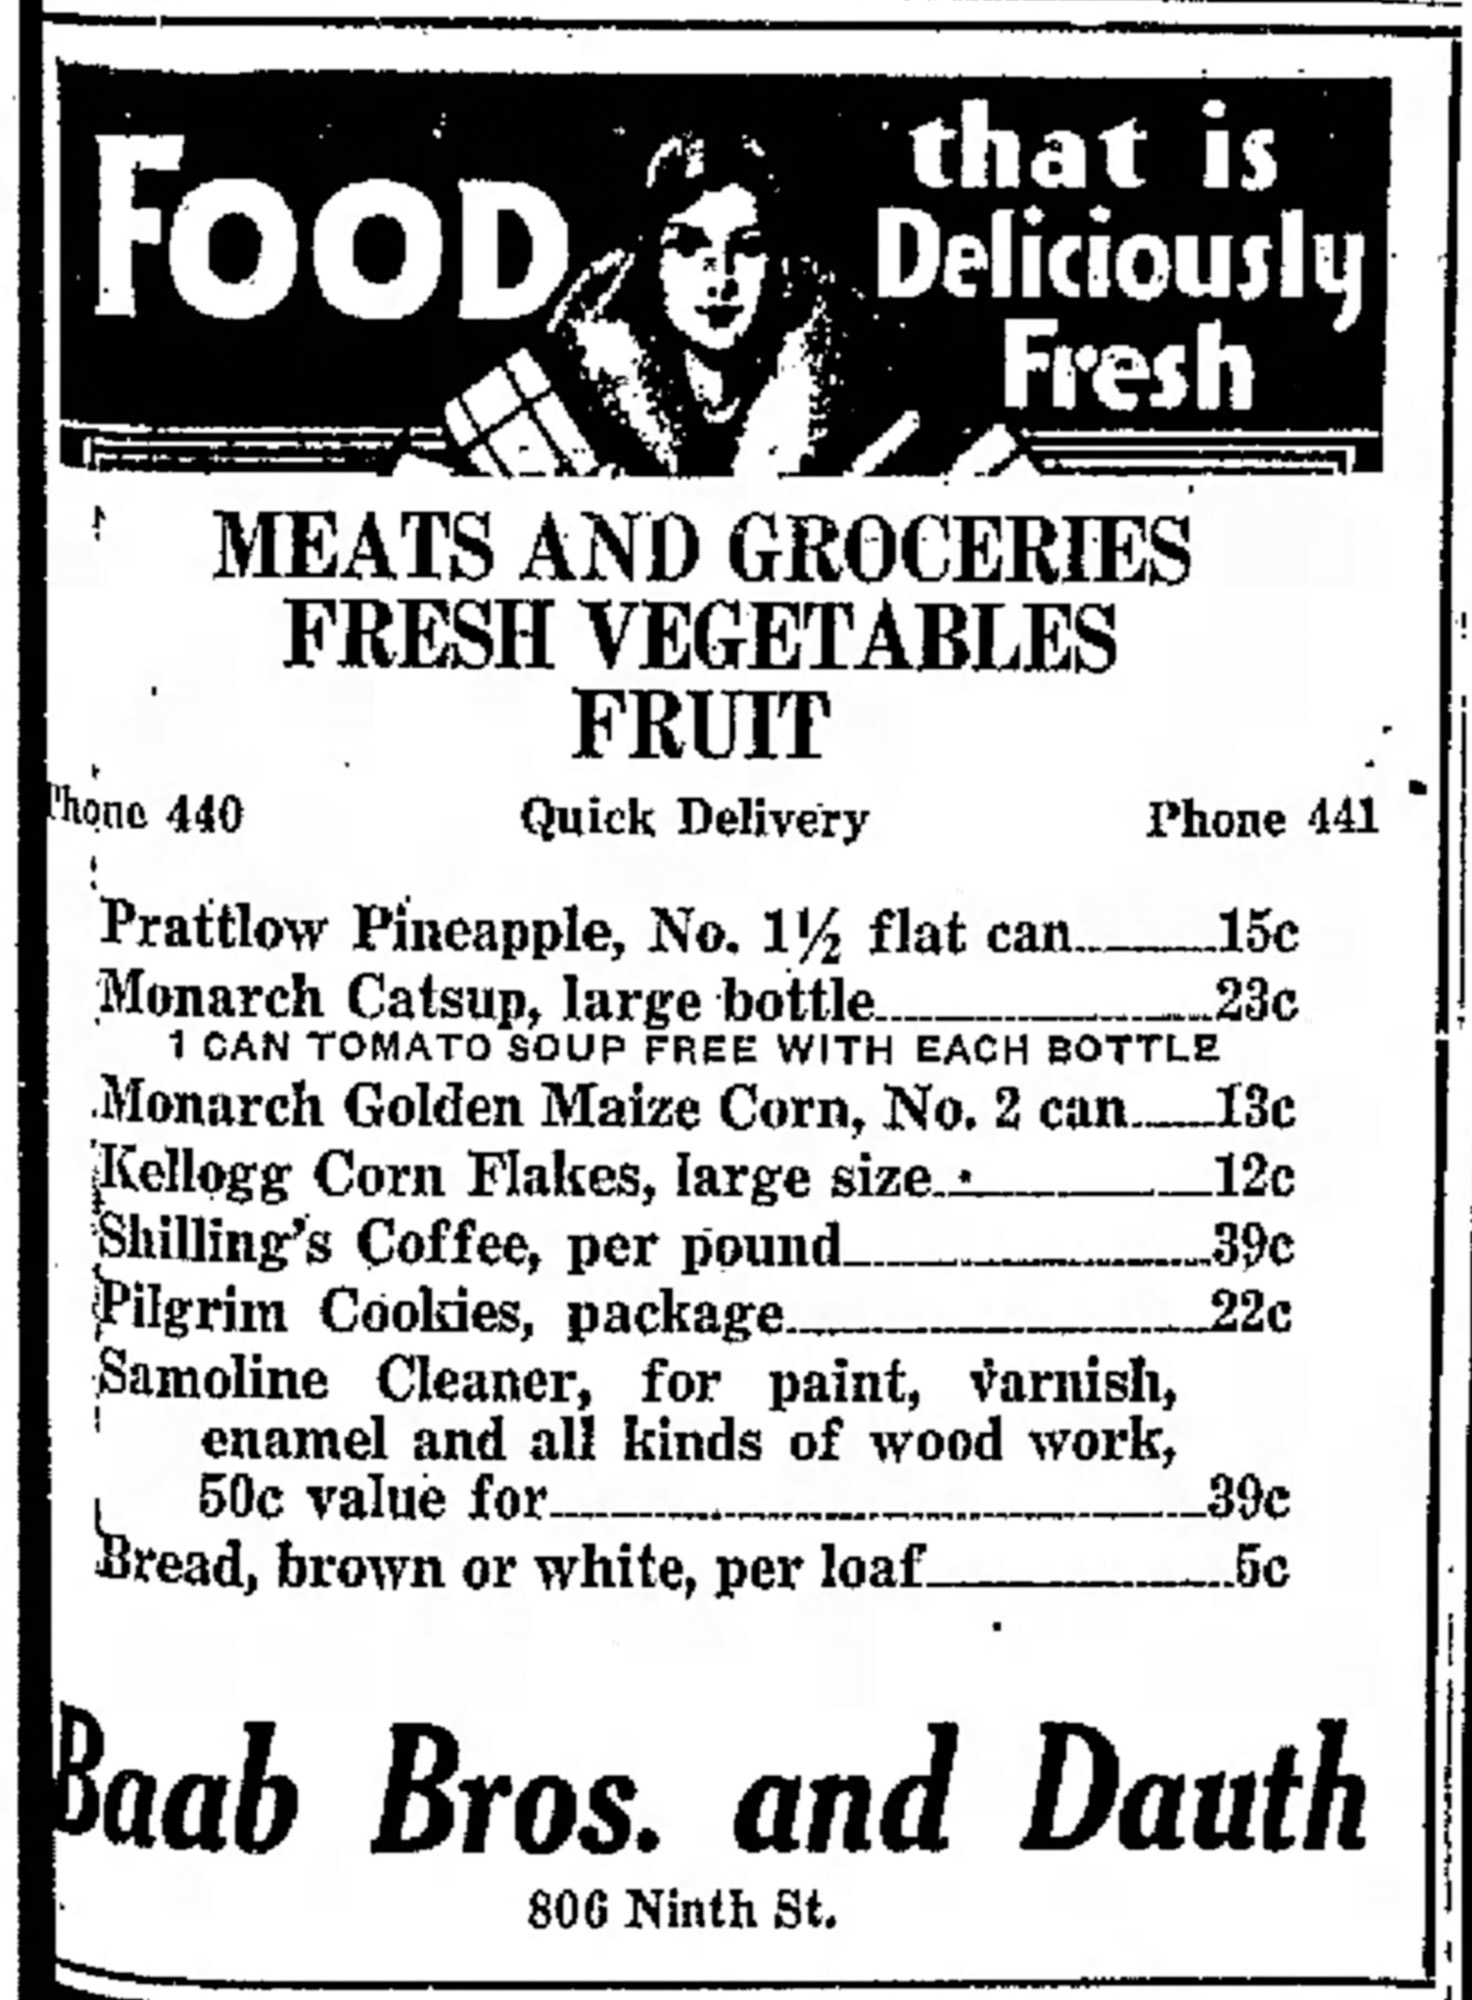 FOOD that is
Deliciously
Fresh
MEATS AND GROCERIES
FRESH VEGETABLES
FRUIT
Phone 440 Quick Delivery Phone 441
Prattlow Pineapple, No. 1½ flat can 15c
Monarch Catsup, large bottle 23c
1 CAN TOMATO SOUP FREE WITH EACH BOTTLE
Monarch Golden Maize Corn, No. 2 can 13c
Kellogg Corn Flakes, large size 12c
Shilling's Coffee, per pound 39c
Pilgrim Cookies, package 22c
Samoline Cleaner, for paint, varnish,
enamel and all kinds of wood work,
50c value for 39c
Bread, brown or white, per loaf 5c
Baab Bros. and Dauth
806 Ninth St.